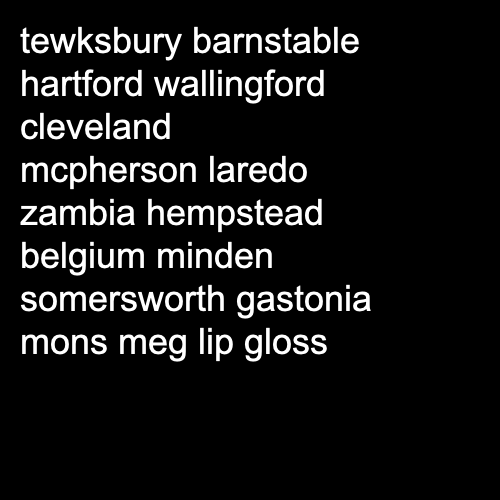 tewksbury barnstable
hartford wallingford
cleveland
mcpherson laredo
zambia hempstead
belgium minden
somersworth gastonia
mons meg lip gloss